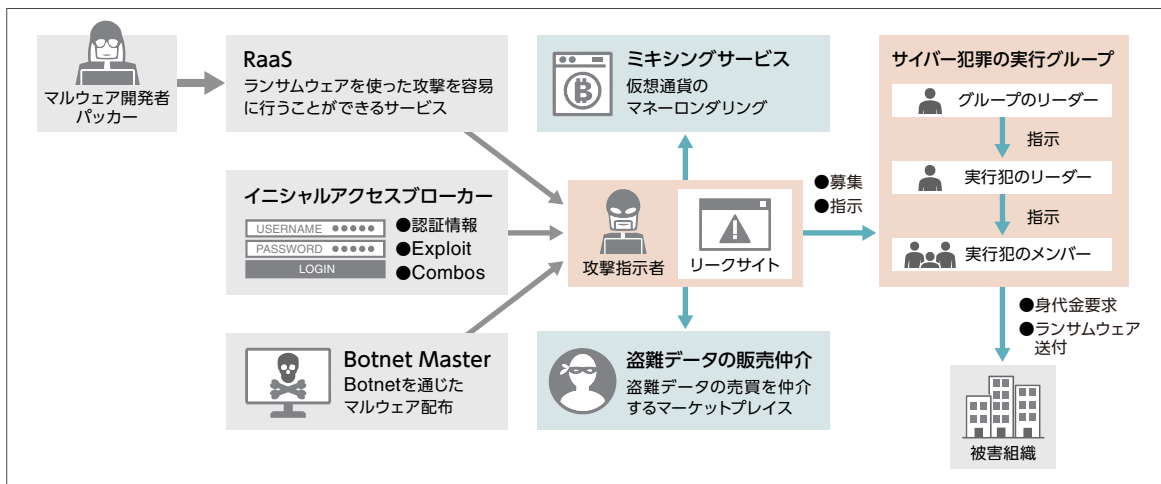 マルウェア開発者
パッカー
RaaS
ランサムウェアを使った攻撃を容易
に行うことができるサービス
イニシャルアクセスブローカー
USERNAME ●●●●●
PASSWORD ●●●●●
LOGIN
●認証情報
●Exploit
●Combos
Botnet Master
Botnetを通じた
マルウェア配布
ミキシングサービス
仮想通貨の
マネーロンダリング
攻撃指示者
リークサイト
盗難データの販売仲介
盗難データの売買を仲介
するマーケットプレイス
●募集
●指示
サイバー犯罪の実行グループ
グループのリーダー
指示
実行犯のリーダー
指示
実行犯のメンバー
●身代金要求
●ランサムウェア
送付
被害組織